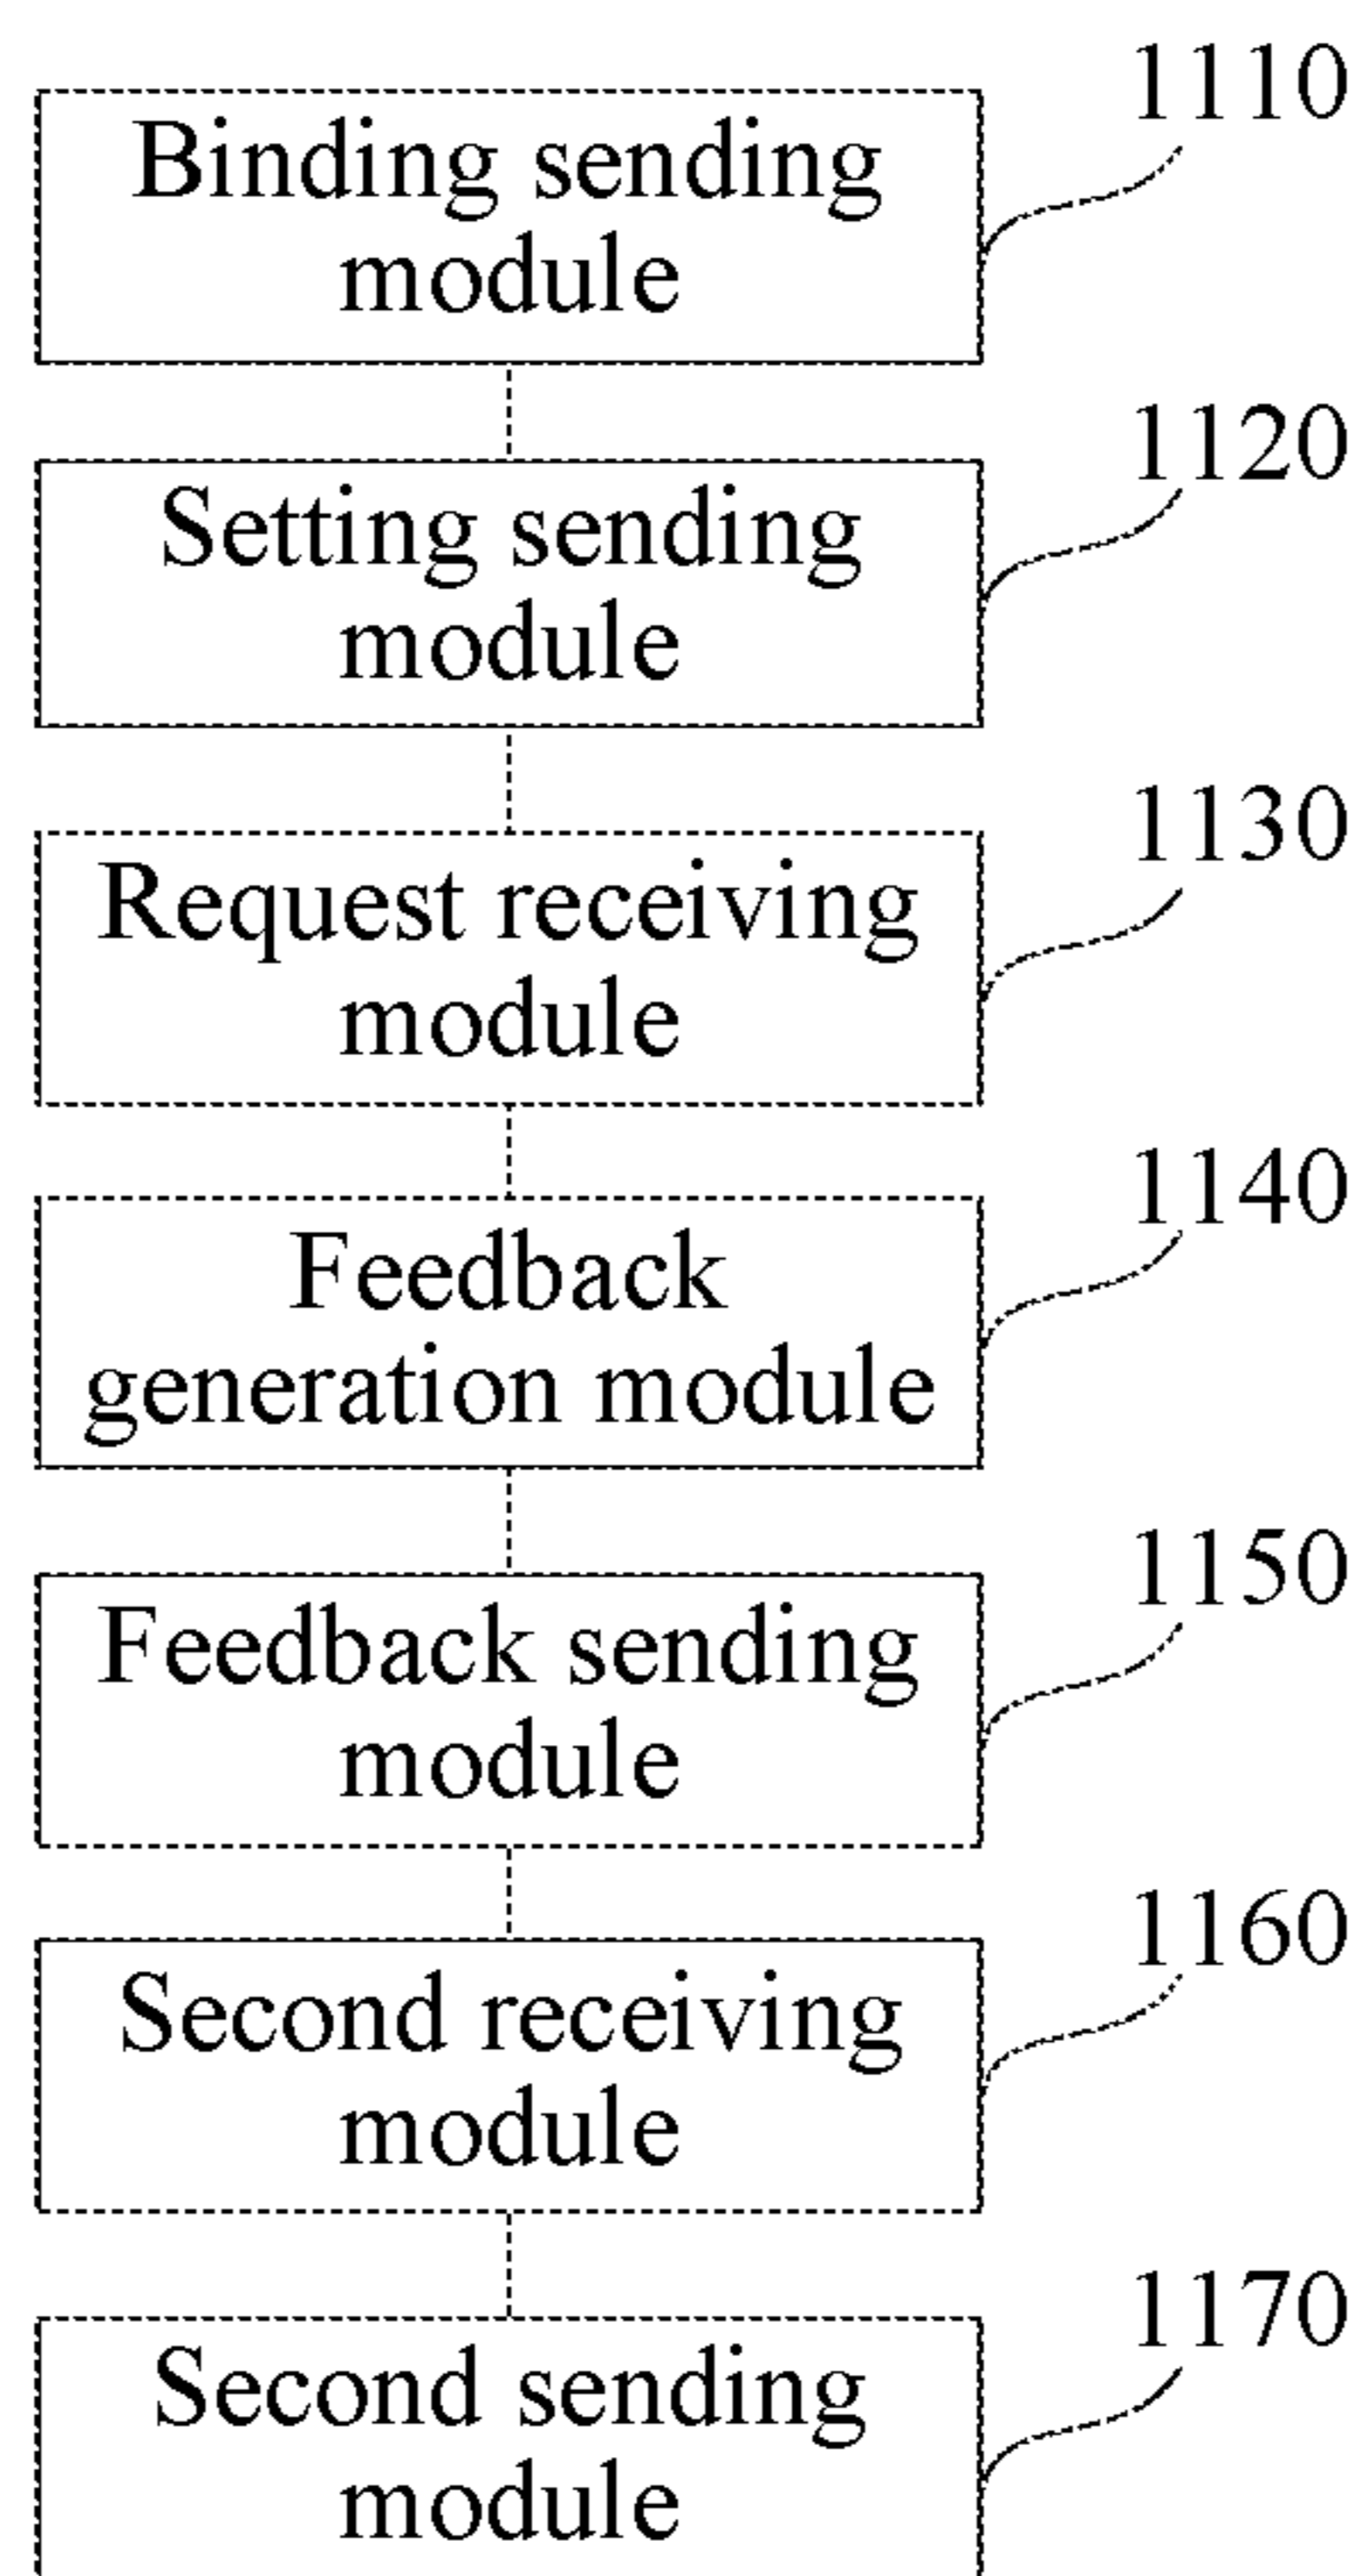 1110
Binding sending
module
1120
Setting sending
module
1130
Request receiving
module
1140
Feedback
generation module
1150
Feedback sending
module
1160
Second receiving
module
1170
Second sending
module